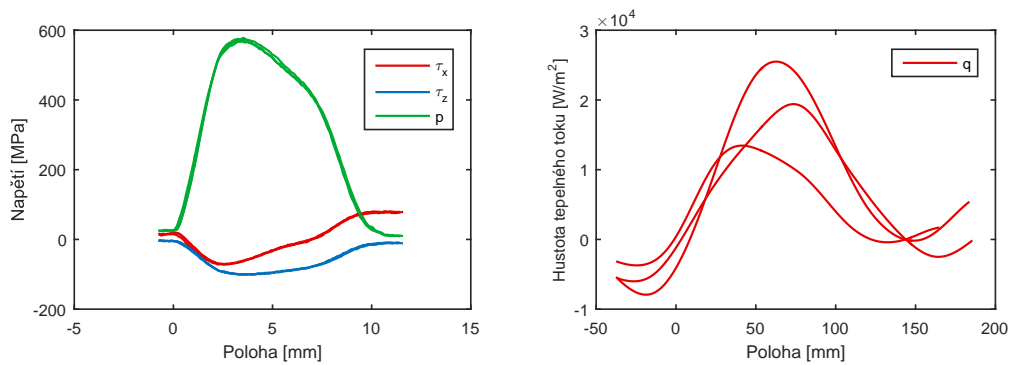 600
400
200
0
-200
-5
0
5
10
15
Napětí [MPa]
Poloha [mm]
τx
τz
p
×10^4
3
2
1
0
-1
-50
0
50
100
150
200
Hustota tepelného toku [W/m²]
Poloha [mm]
q